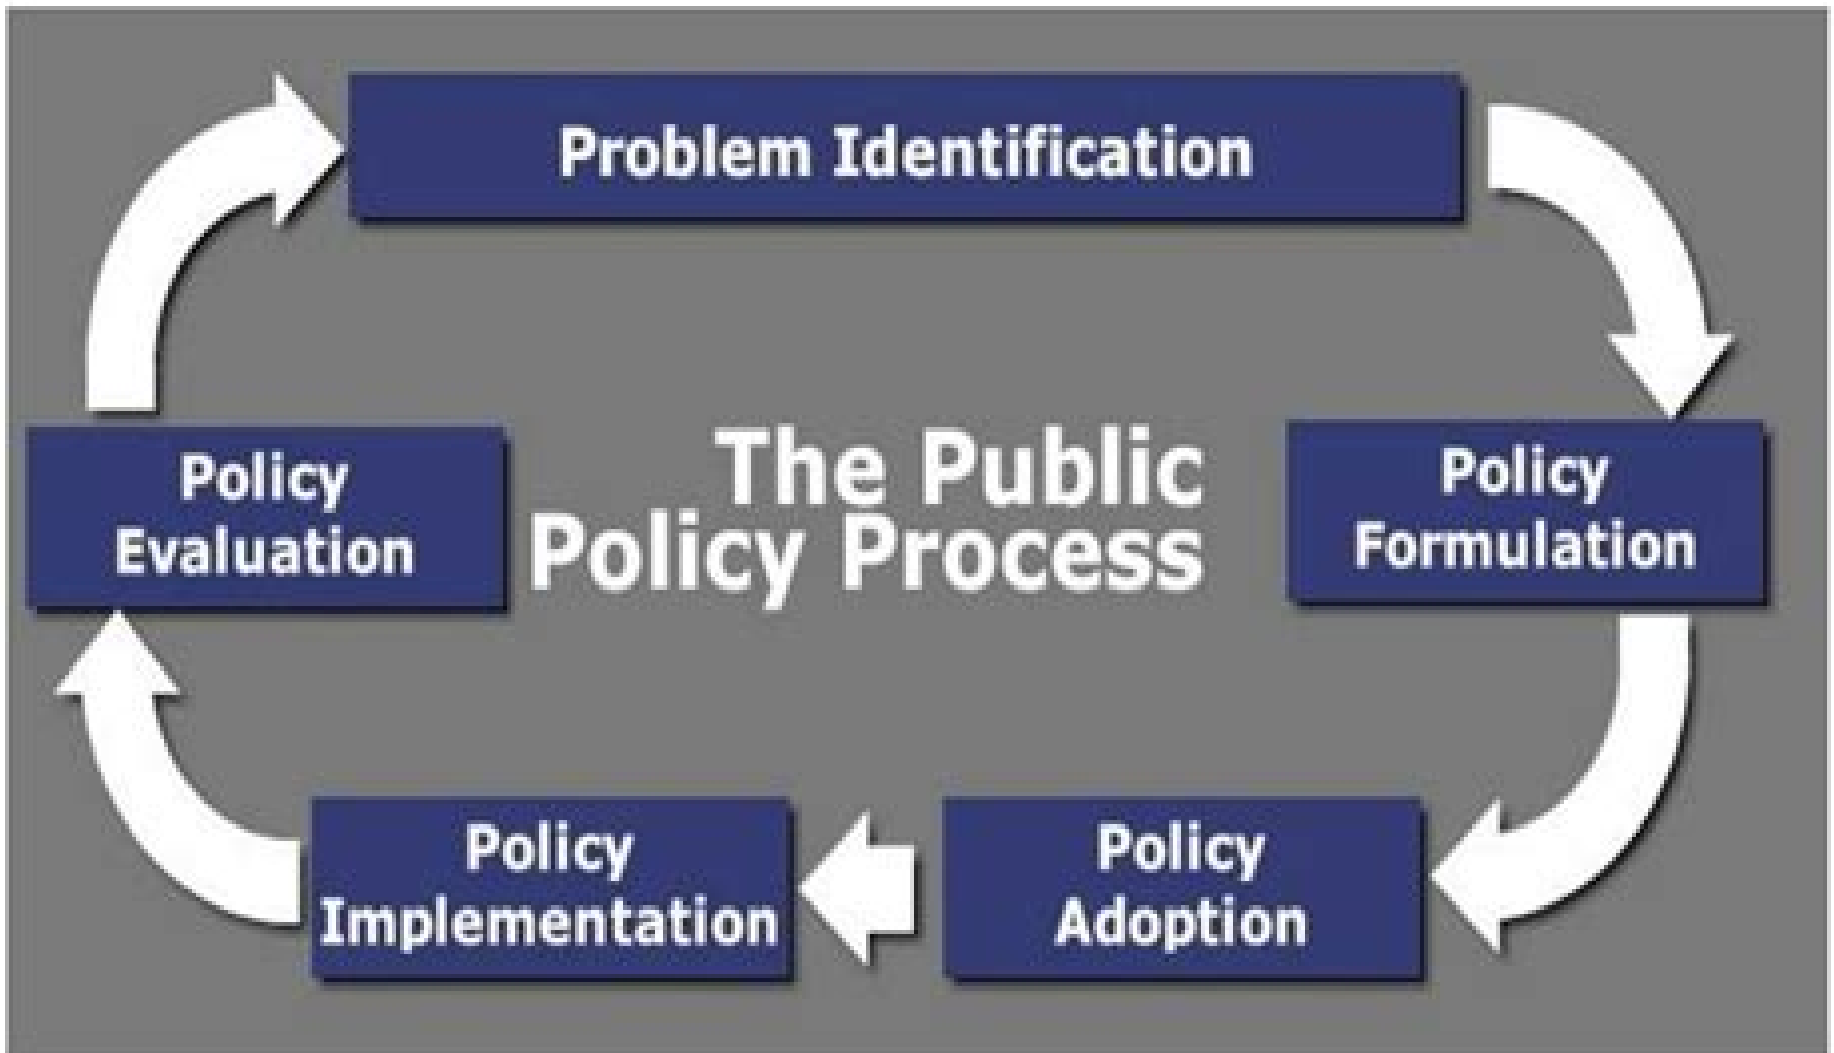 Problem Identification
The Public
Policy Process
Policy
Formulation
Policy
Adoption
Policy
Implementation
Policy
Evaluation